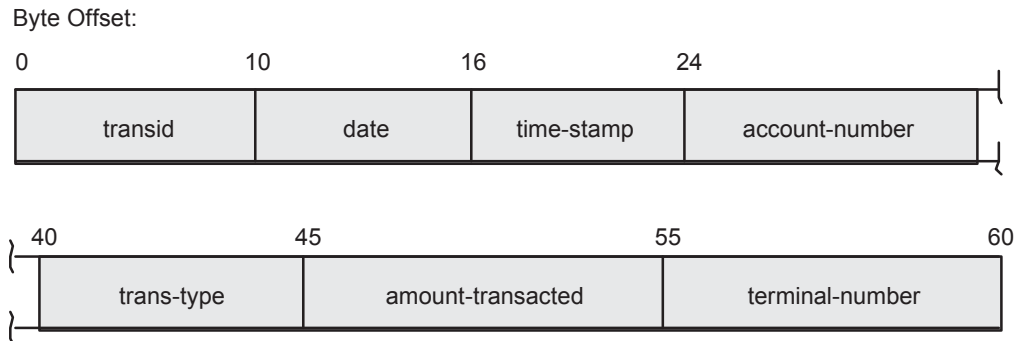 Byte Offset:
0 10 16 24
transid date time-stamp account-number
40 45 55 60
trans-type amount-transacted terminal-number